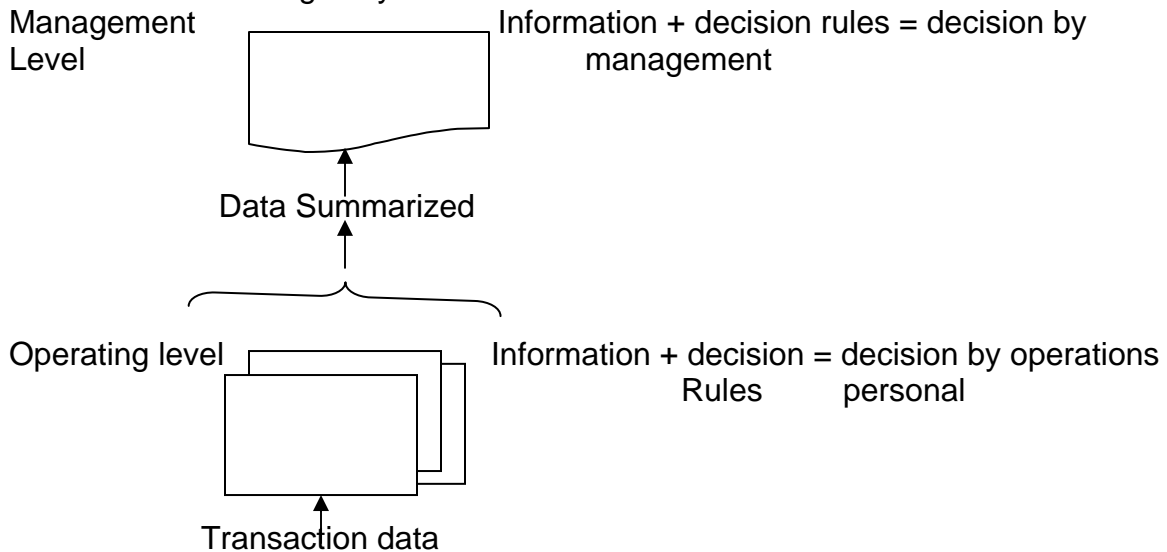 Management Information + decision rules = decision by
Level management
Data Summarized
Operating level Information + decision = decision by operations
Rules personal
Transaction data